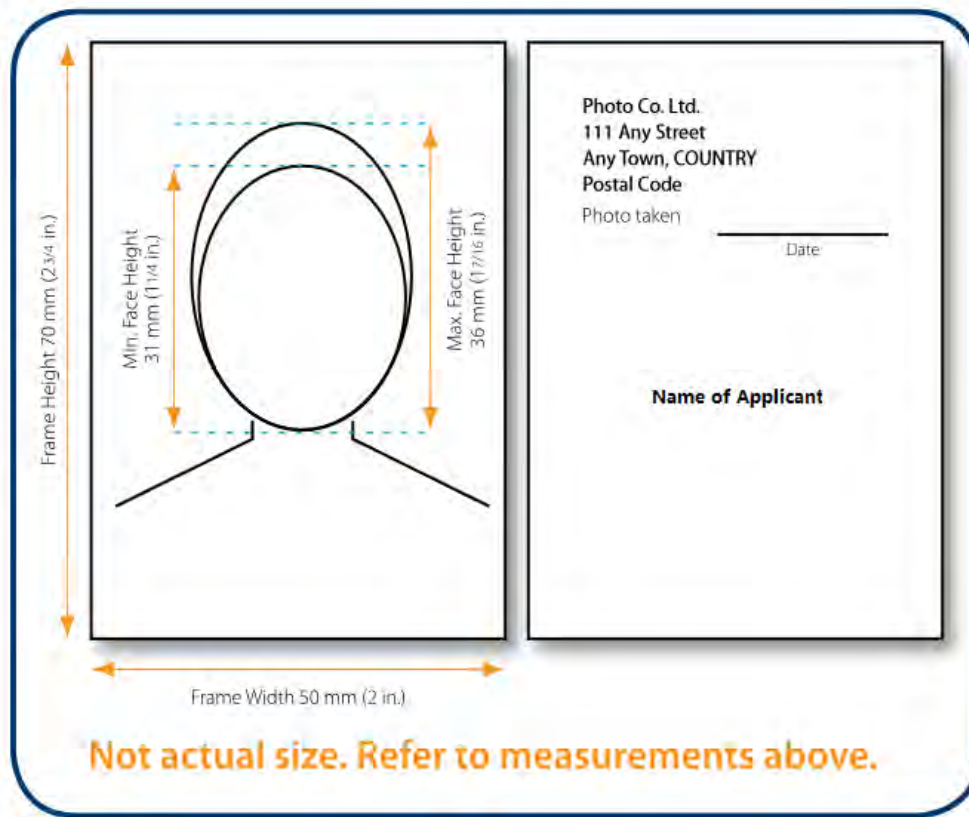 Frame Height 70 mm (2 3/4 in.)
Min. Face Height
31 mm (1 1/4 in.)
Max. Face Height
36 mm (1 7/16 in.)
Frame Width 50 mm (2 in.)
Photo Co. Ltd.
111 Any Street
Any Town, COUNTRY
Postal Code
Photo taken
Date
Name of Applicant
Not actual size. Refer to measurements above.